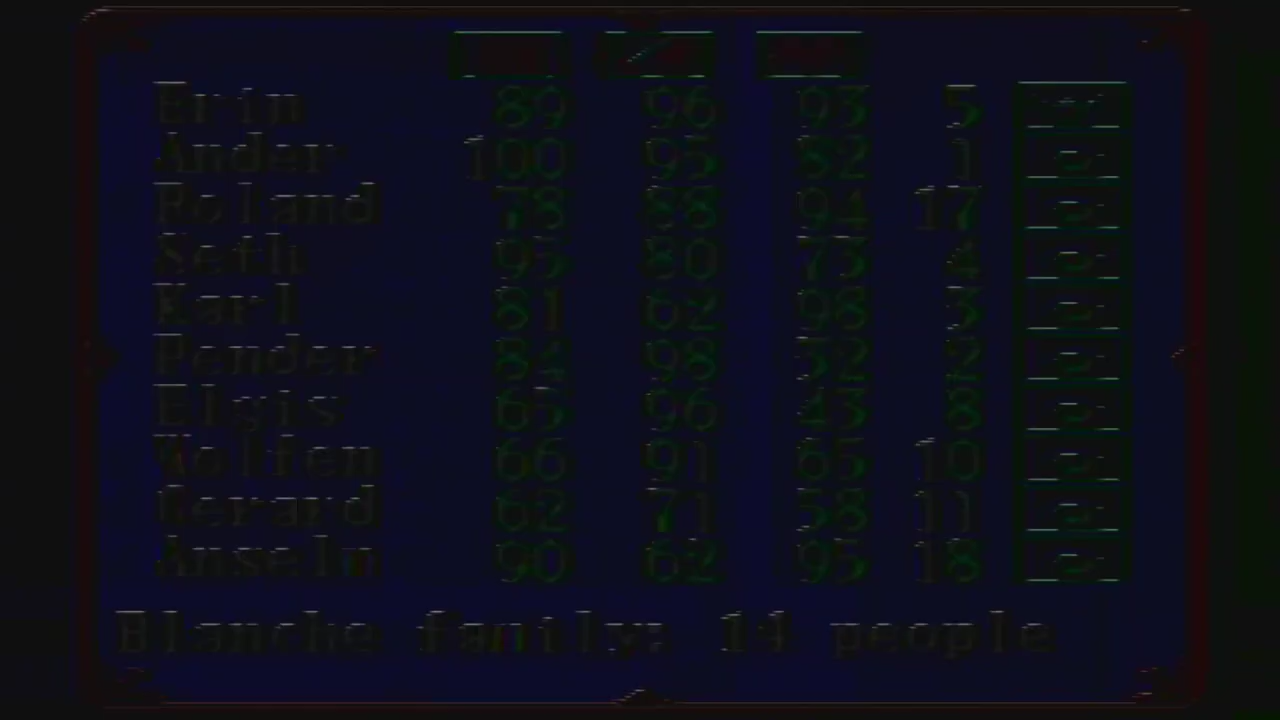 Erin 89 96 93 5
Ander 100 95 82 1
Roland 78 88 94 17
Seth 95 80 73 4
Karl 81 62 98 3
Pender 84 98 52 2
Elgis 65 96 43 8
Wolfen 66 91 65 10
Gerard 62 71 58 11
Anselm 90 62 95 18
Blanche family: 14 people